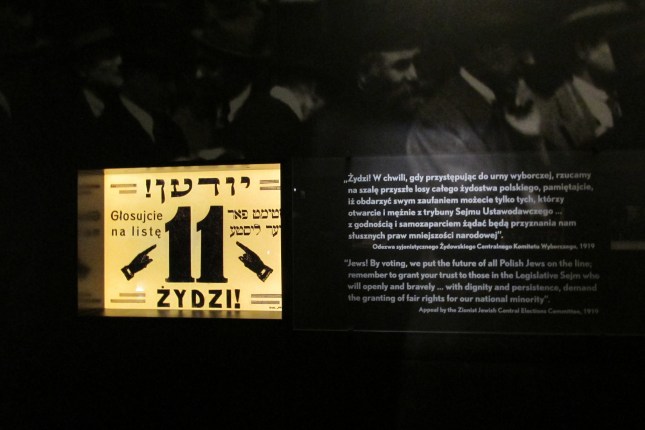 יודען!
Głosujcie
na listę
11
שטימט פאר
דער ליסטע
ŻYDZI!
„Żydzi! W chwili, gdy przystępując do urny wyborczej, rzucamy
na szalę przyszłe losy całego żydostwa polskiego, pamiętajcie,
iż obdarzyć swym zaufaniem możecie tylko tych, którzy
otwarcie i mężnie z trybuny Sejmu Ustawodawczego ...
z godnością i samozaparciem żądać będą przyznania nam
słusznych praw mniejszości narodowej”.
Odezwa syjonistycznego Żydowskiego Centralnego Komitetu Wyborczego, 1919
"Jews! By voting, we put the future of all Polish Jews on the line;
remember to grant your trust to those in the Legislative Sejm who
will openly and bravely ... with dignity and persistence, demand
the granting of fair rights for our national minority".
Appeal by the Zionist Jewish Central Elections Committee, 1919